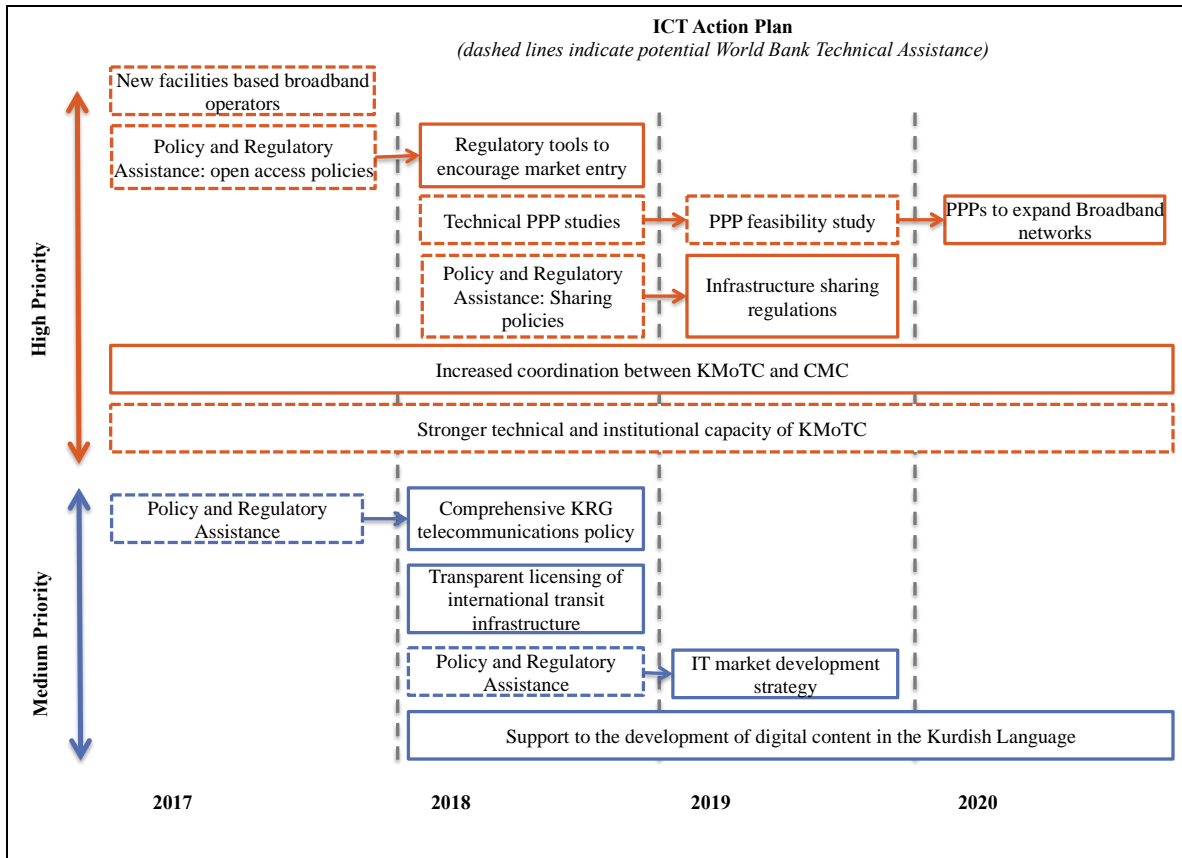 ICT Action Plan
(dashed lines indicate potential World Bank Technical Assistance)
High Priority
New facilities based broadband
operators
Policy and Regulatory
Assistance: open access policies
Regulatory tools to
encourage market entry
Technical PPP studies
PPP feasibility study
PPPs to expand Broadband
networks
Policy and Regulatory
Assistance: Sharing
policies
Infrastructure sharing
regulations
Increased coordination between KMoTC and CMC
Stronger technical and institutional capacity of KMoTC
Medium Priority
Policy and Regulatory
Assistance
Comprehensive KRG
telecommunications policy
Transparent licensing of
international transit
infrastructure
Policy and Regulatory
Assistance
IT market development
strategy
Support to the development of digital content in the Kurdish Language
2017
2018
2019
2020